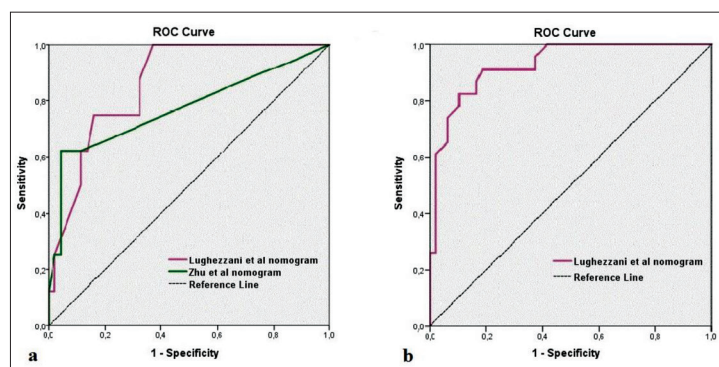 ROC Curve
1,0
0,8
0,6
0,4
0,2
0,0
0,2
0,4
0,6
0,8
1,0
Sensitivity
1 - Specificity
Lughezzani et al nomogram
Zhu et al nomogram
Reference Line
a
ROC Curve
1,0
0,8
0,6
0,4
0,2
0,0
0,0
0,2
0,4
0,6
0,8
1,0
Sensitivity
1 - Specificity
Lughezzani et al nomogram
Reference Line
b